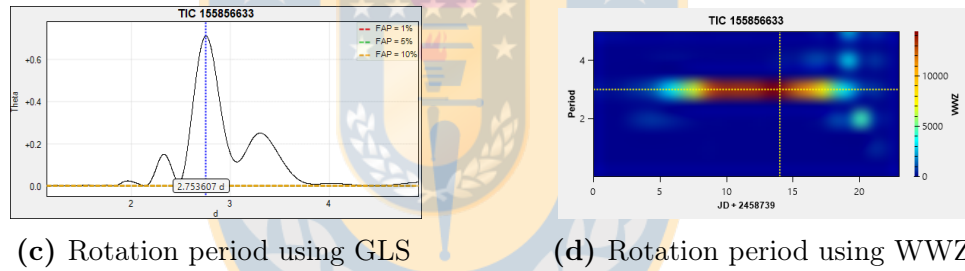 TIC 155856633
FAP = 1%
FAP = 5%
FAP = 10%
+0.6
+0.4
+0.2
0.0
Theta
2.753607 d
2
3
4
d
(c) Rotation period using GLS
TIC 155856633
4
2
Period
0
5
10
15
20
JD + 2458739
10000
5000
0
WWZ
(d) Rotation period using WWZ